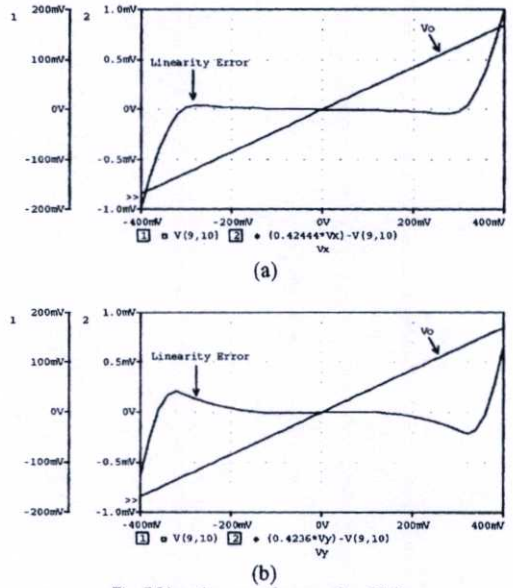 1 200mV 2 1.0mV
Vo
100mV 0.5mV
Linearity Error
0V 0V
-100mV -0.5mV
>>
-200mV -1.0mV
-400mV -200mV 0V 200mV 400mV
1 V(9,10) 2 (0.42444*Vx)-V(9,10)
Vx
(a)
1 200mV 2 1.0mV
Vo
100mV 0.5mV
Linearity Error
0V 0V
-100mV -0.5mV
>>
-200mV -1.0mV
-400mV -200mV 0V 200mV 400mV
1 V(9,10) 2 (0.4236*Vy)-V(9,10)
Vy
(b)